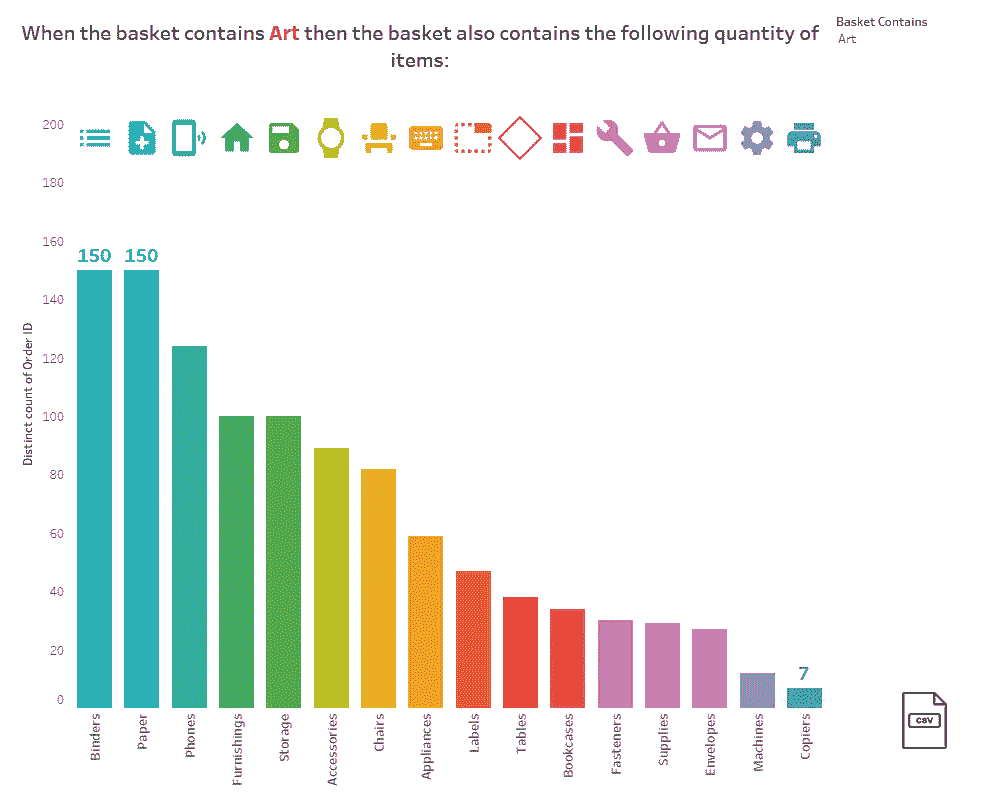 When the basket contains Art then the basket also contains the following quantity of
items:
Basket Contains
Art
200
180
160
140
120
100
80
60
40
20
0
Distinct count of Order ID
150
150
7
Binders
Paper
Phones
Furnishings
Storage
Accessories
Chairs
Appliances
Labels
Tables
Bookcases
Fasteners
Supplies
Envelopes
Machines
Copiers
csv